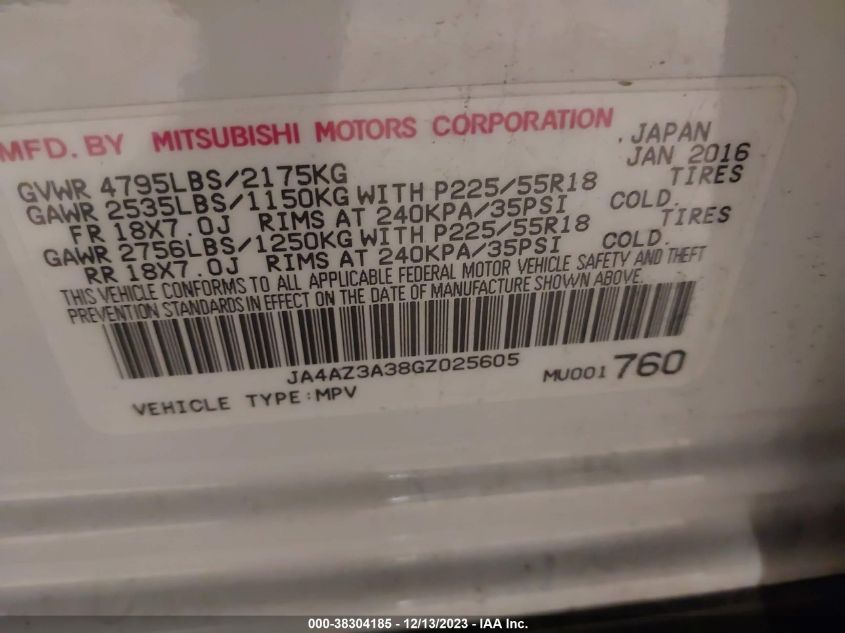 MFD. BY MITSUBISHI MOTORS CORPORATION . JAPAN
GVWR 4795LBS/2175KG JAN 2016
GAWR 2535LBS/1150KG WITH P225/55R18 TIRES
FR 18X7.0J RIMS AT 240KPA/35PSI COLD.
GAWR 2756LBS/1250KG WITH P225/55R18 TIRES
RR 18X7.0J RIMS AT 240KPA/35PSI COLD.
THIS VEHICLE CONFORMS TO ALL APPLICABLE FEDERAL MOTOR VEHICLE SAFETY AND THEFT
PREVENTION STANDARDS IN EFFECT ON THE DATE OF MANUFACTURE SHOWN ABOVE.
JA4AZ3A38GZ025605
MU001 760
VEHICLE TYPE:MPV
000-38304185 - 12/13/2023 - IAA Inc.